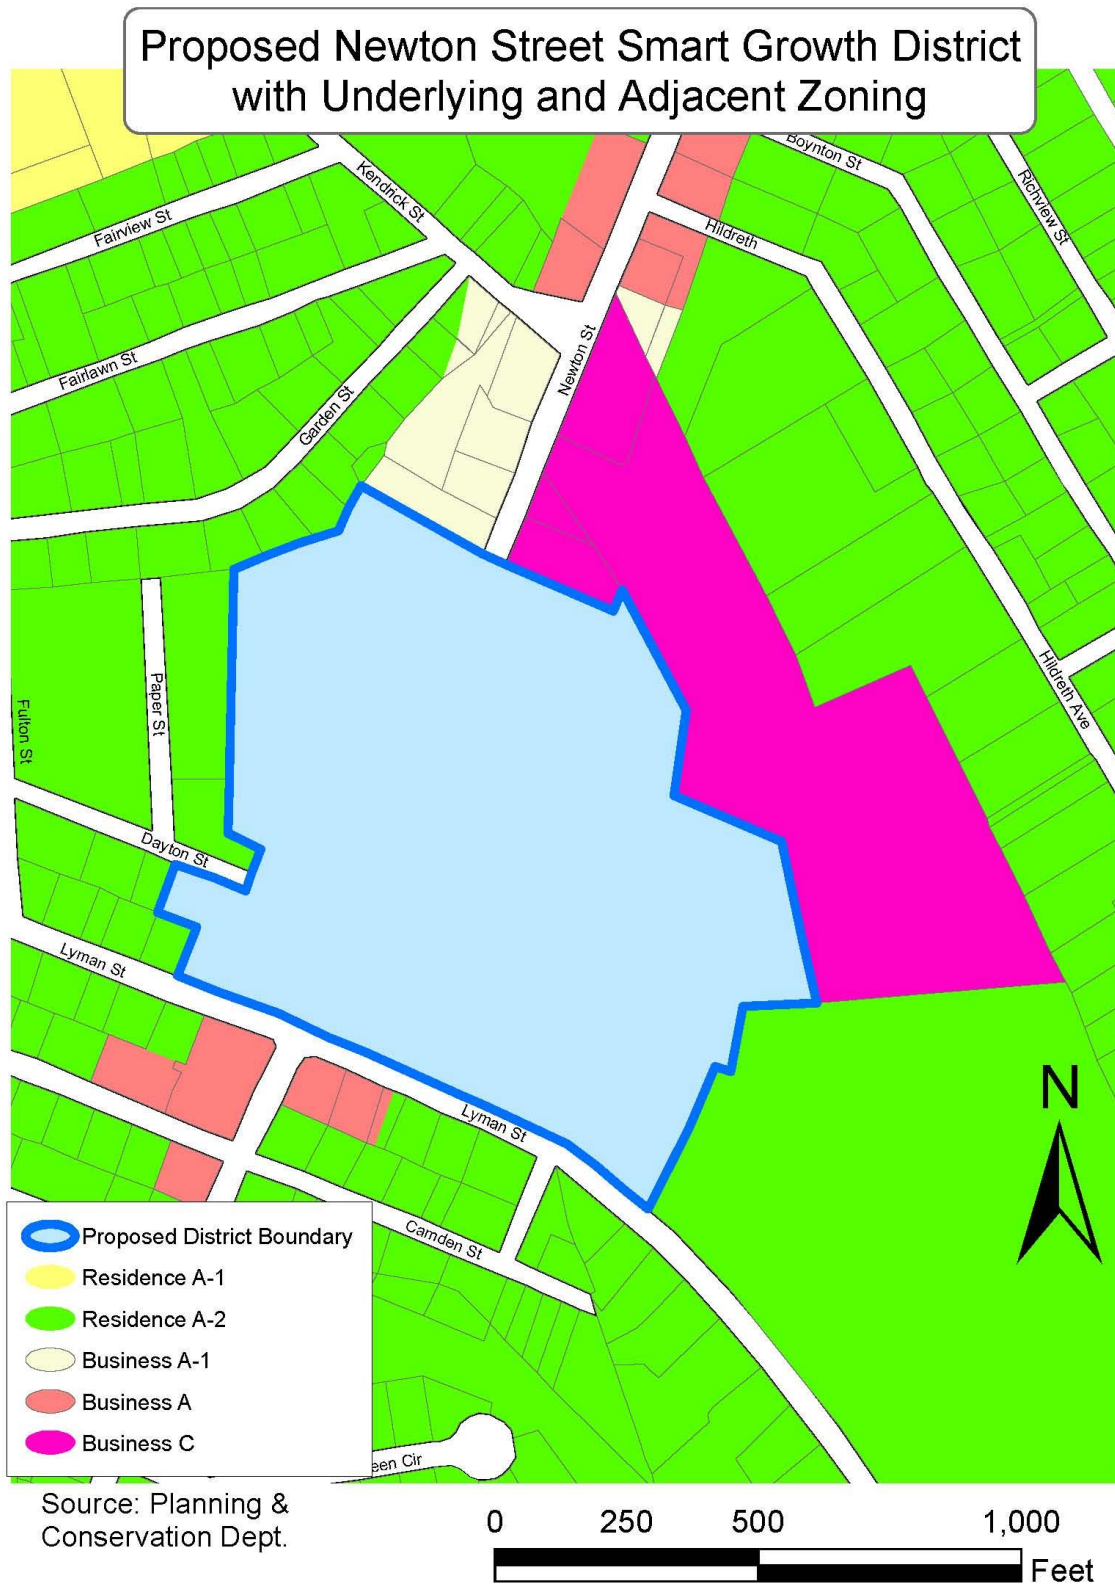 Proposed Newton Street Smart Growth District
with Underlying and Adjacent Zoning
Boynton St
Richview St
Kendrick St
Fairview St
Hildreth
Newton St
Fairlawn St
Garden St
Hildreth Ave
Paper St
Fulton St
Dayton St
Lyman St
N
Lyman St
Camden St
Proposed District Boundary
Residence A-1
Residence A-2
Business A-1
Business A
Business C
een Cir
Source: Planning &
Conservation Dept.
0 250 500 1,000
Feet